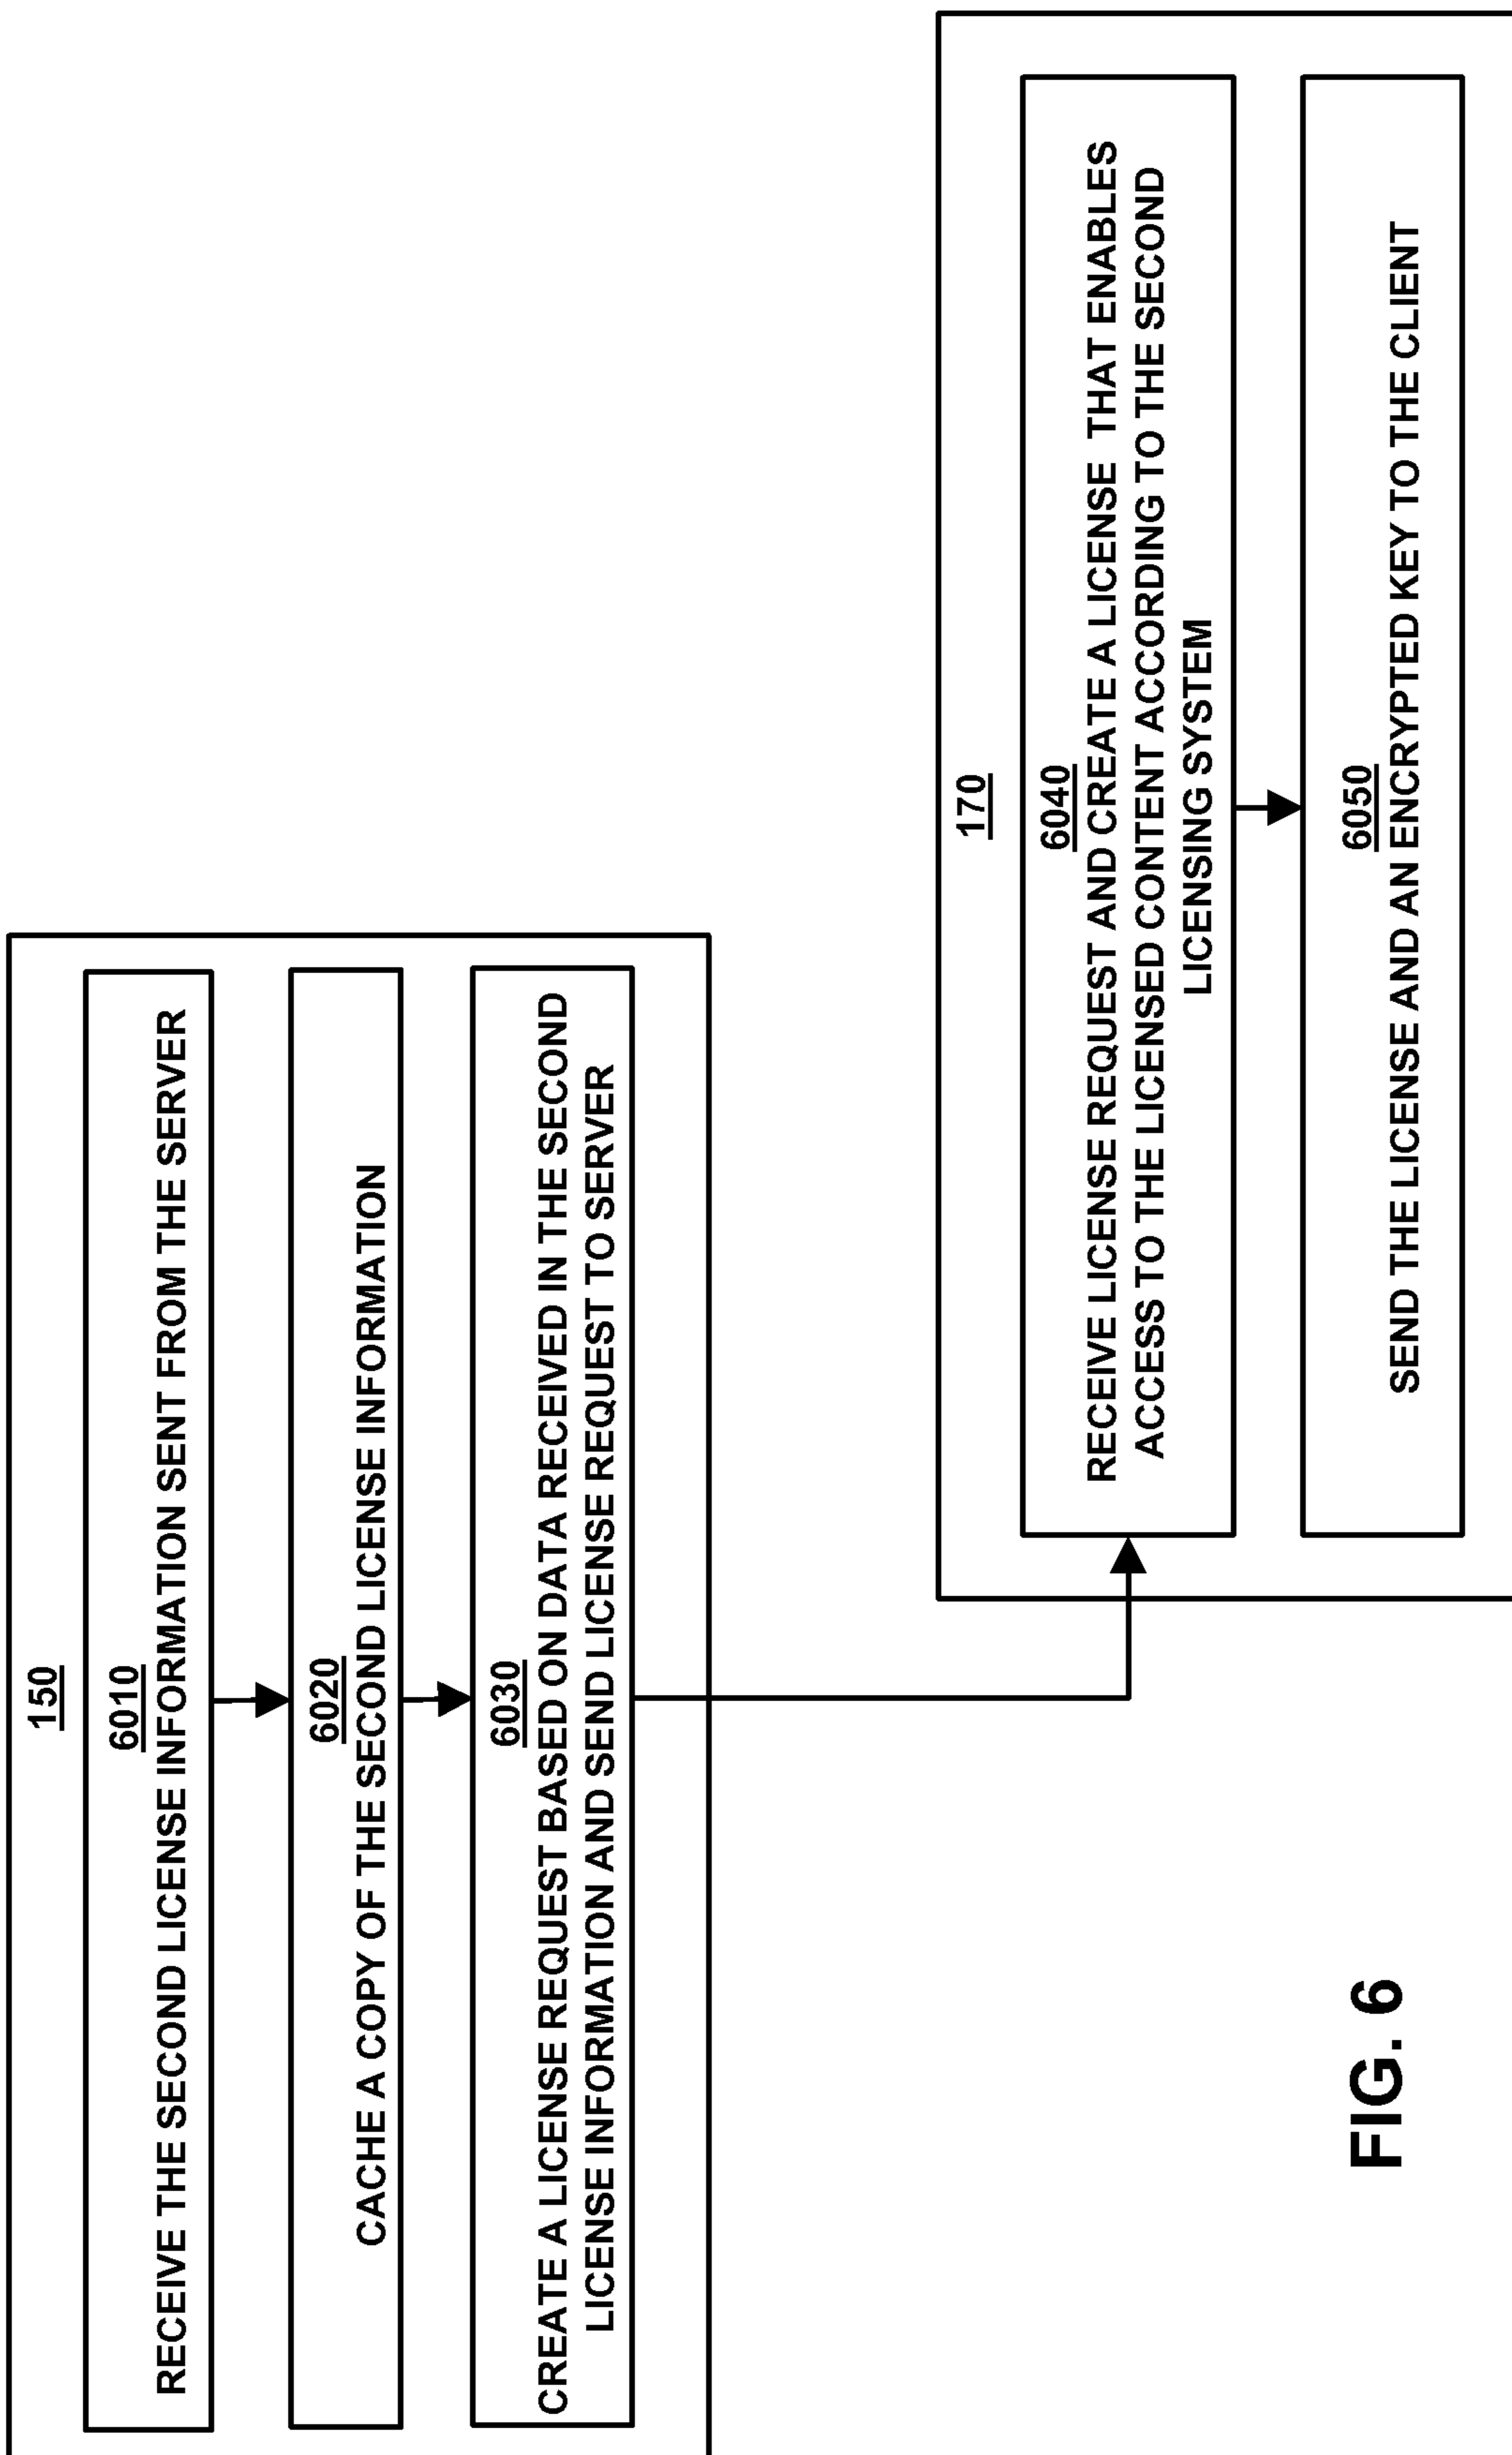 150
6010
RECEIVE THE SECOND LICENSE INFORMATION SENT FROM THE SERVER
6020
CACHE A COPY OF THE SECOND LICENSE INFORMATION
6030
CREATE A LICENSE REQUEST BASED ON DATA RECEIVED IN THE SECOND
LICENSE INFORMATION AND SEND LICENSE REQUEST TO SERVER
170
6040
RECEIVE LICENSE REQUEST AND CREATE A LICENSE THAT ENABLES
ACCESS TO THE LICENSED CONTENT ACCORDING TO THE SECOND
LICENSING SYSTEM
6050
SEND THE LICENSE AND AN ENCRYPTED KEY TO THE CLIENT
FIG. 6